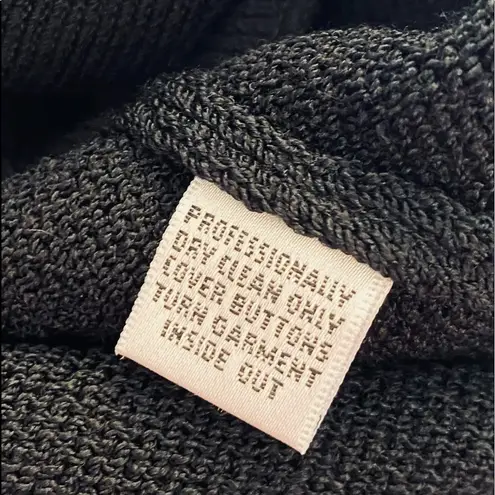 PROFESSIONALLY
DRY CLEAN ONLY
COVER BUTTONS
TURN GARMENT
INSIDE OUT